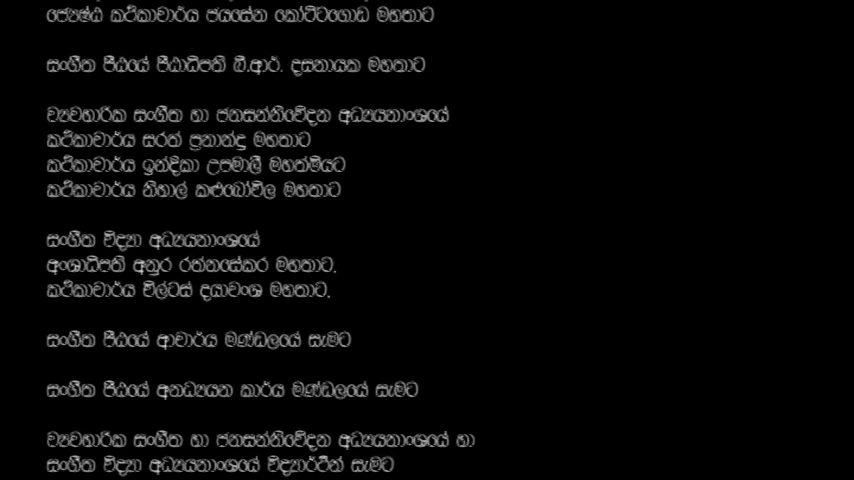 ජ්‍යෙෂ්ඨ කථිකාචාර්ය ජයසේන කෝට්ටගොඩ මහතාට
සංගීත පීඨයේ පීඨාධිපති බී.ආර්. දසනායක මහතාට
ව්‍යවහාරික සංගීත හා ජනසන්නිවේදන අධ්‍යයනාංශයේ
කථිකාචාර්ය සරත් ප්‍රනාන්දු මහතාට
කථිකාචාර්ය ඉන්දිකා උපමාලී මහත්මියට
කථිකාචාර්ය නිහාල් කළුබෝවිල මහතාට
සංගීත විද්‍යා අධ්‍යයනාංශයේ
අංශාධිපති අනුර රත්නසේකර මහතාට,
කථිකාචාර්ය චිල්ටස් දයාවංශ මහතාට,
සංගීත පීඨයේ ආචාර්ය මණ්ඩලයේ සැමට
සංගීත පීඨයේ අනධ්‍යයන කාර්ය මණ්ඩලයේ සැමට
ව්‍යවහාරික සංගීත හා ජනසන්නිවේදන අධ්‍යයනාංශයේ හා
සංගීත විද්‍යා අධ්‍යයනාංශයේ විද්‍යාර්ථීන් සැමට